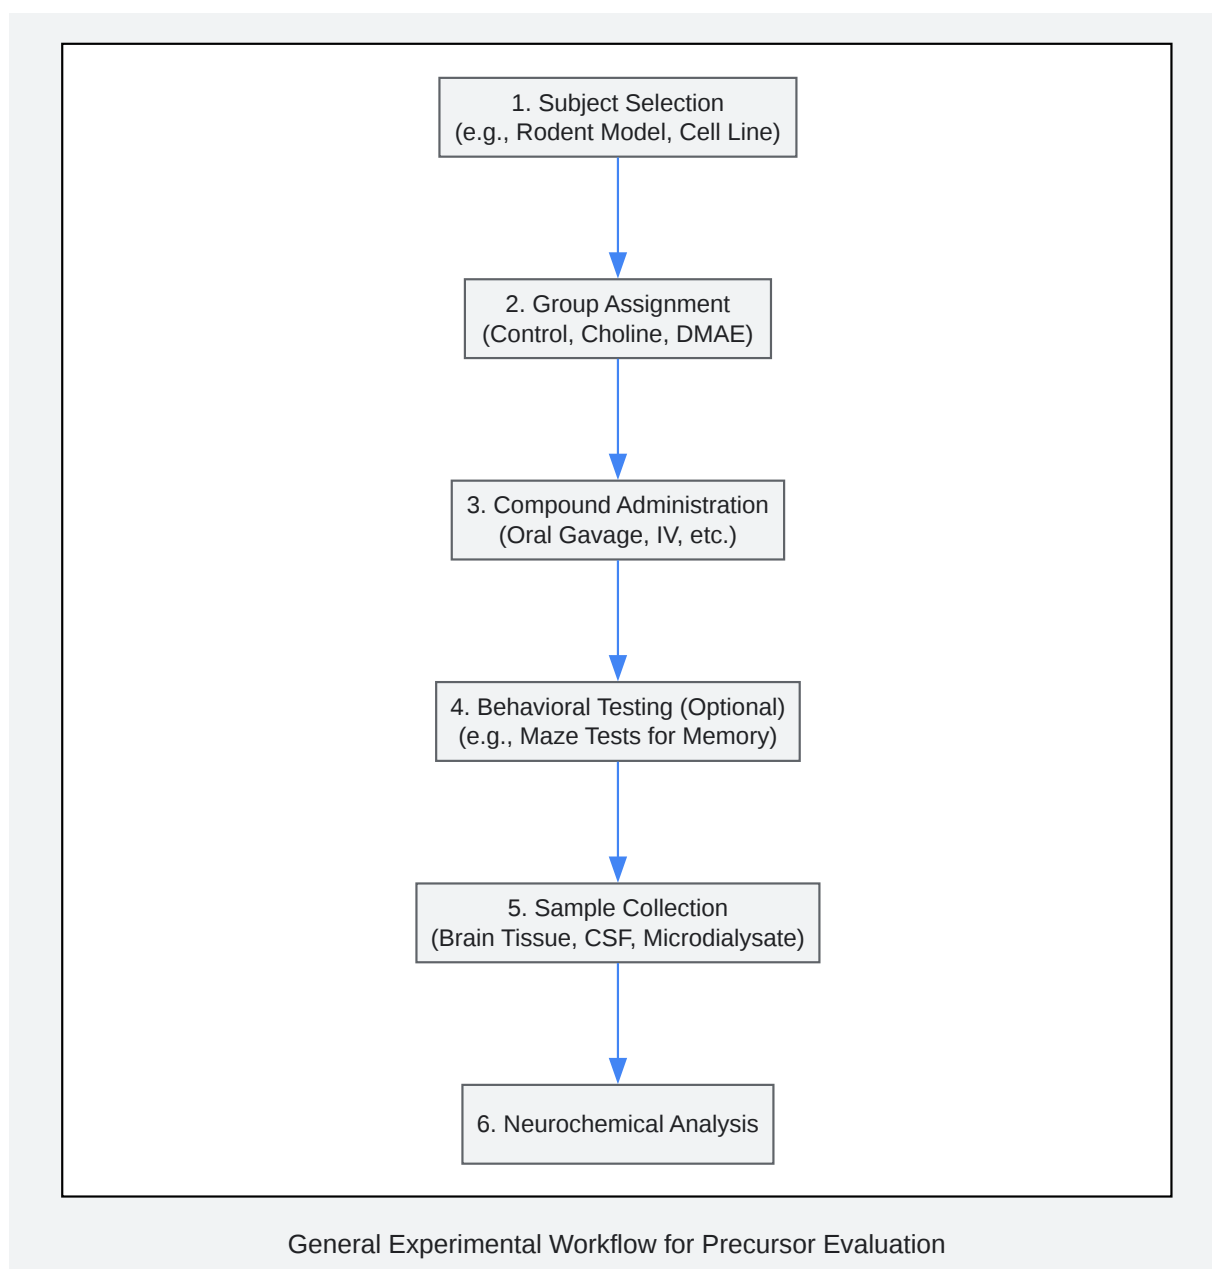 1. Subject Selection
(e.g., Rodent Model, Cell Line)
2. Group Assignment
(Control, Choline, DMAE)
3. Compound Administration
(Oral Gavage, IV, etc.)
4. Behavioral Testing (Optional)
(e.g., Maze Tests for Memory)
5. Sample Collection
(Brain Tissue, CSF, Microdialysate)
6. Neurochemical Analysis
General Experimental Workflow for Precursor Evaluation